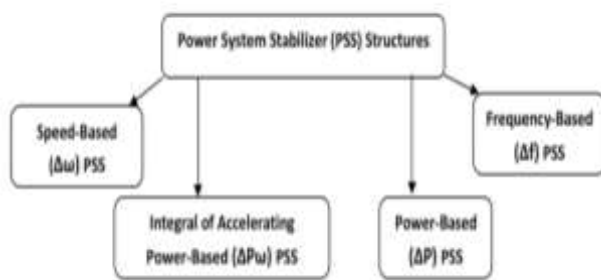 Power System Stabilizer (PSS) Structures
Speed-Based
(Δω) PSS
Frequency-Based
(Δf) PSS
Integral of Accelerating
Power-Based (ΔPω) PSS
Power-Based
(ΔP) PSS